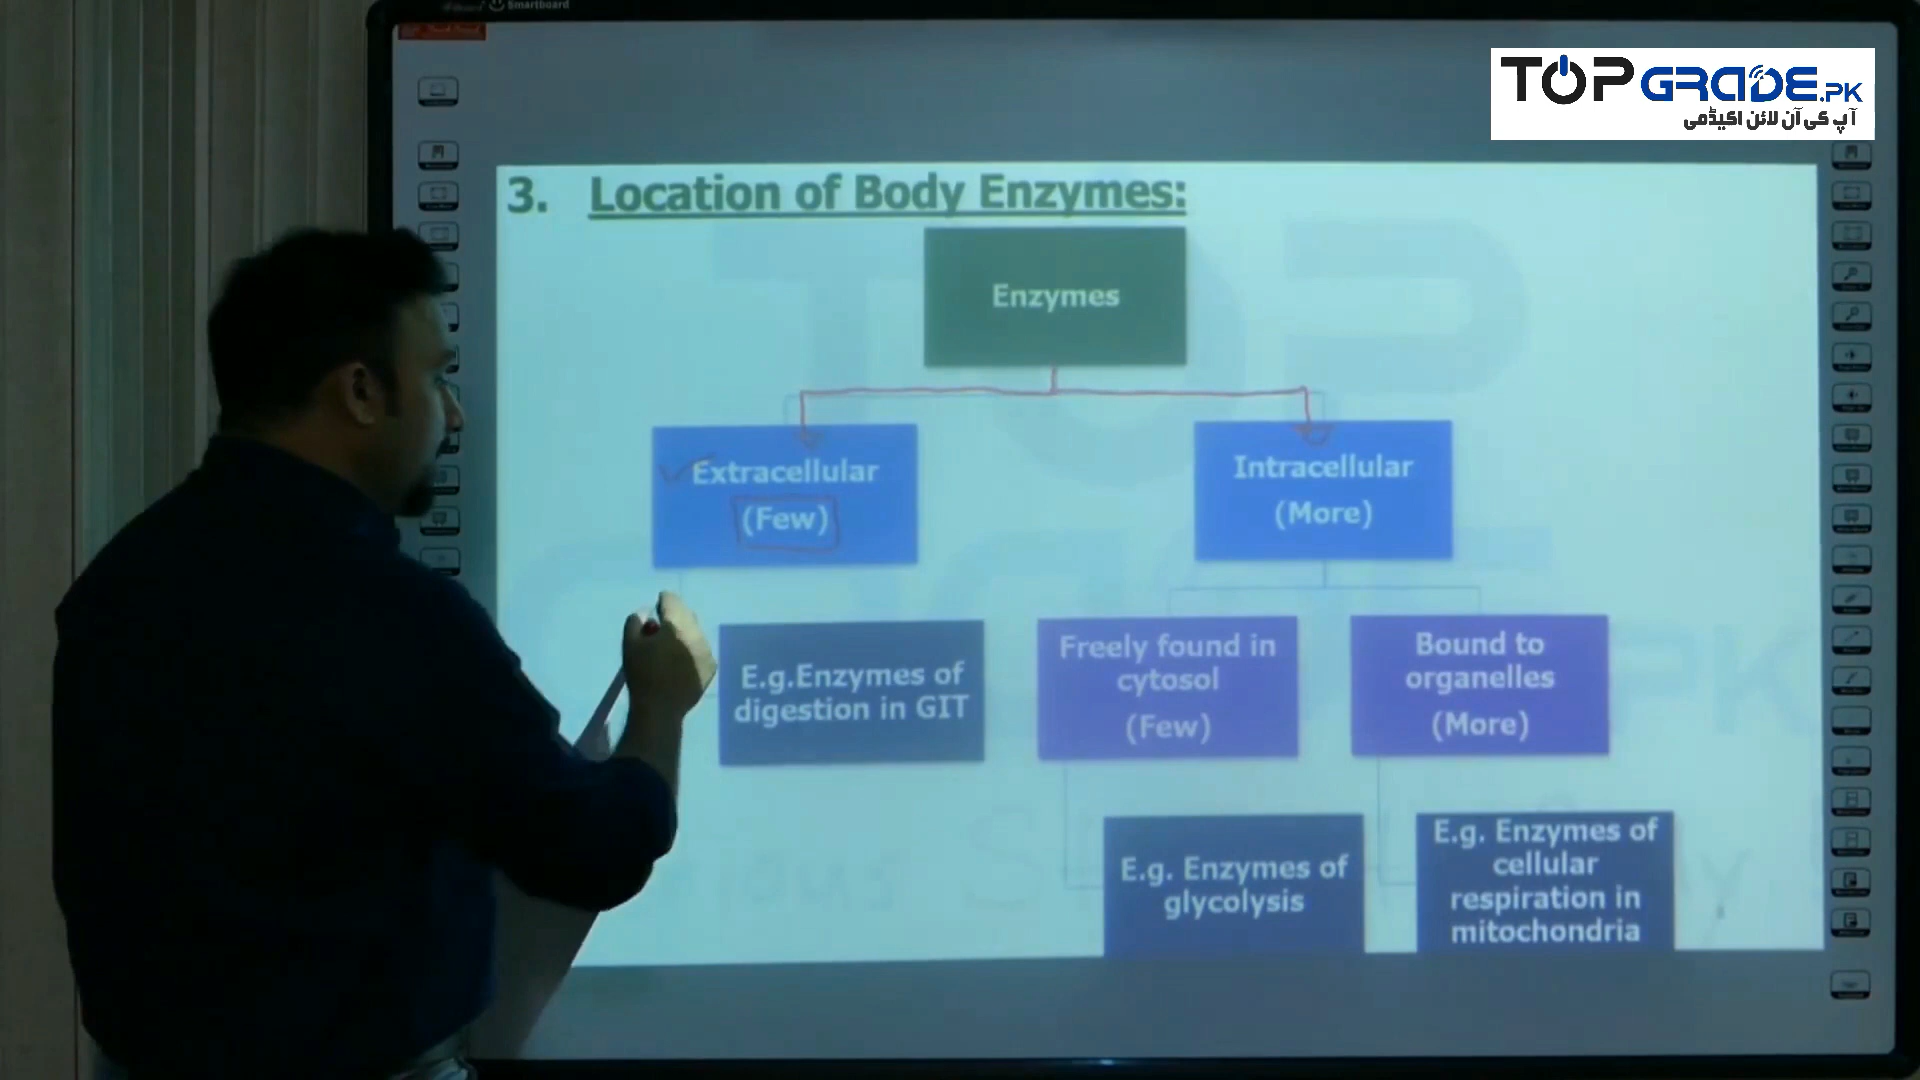 Smartboard
TOPGRADE.PK
آپ کی آن لائن اکیڈمی
3. Location of Body Enzymes:
Enzymes
Extracellular
(Few)
Intracellular
(More)
E.g.Enzymes of
digestion in GIT
Freely found in
cytosol
(Few)
Bound to
organelles
(More)
E.g. Enzymes of
glycolysis
E.g. Enzymes of
cellular
respiration in
mitochondria